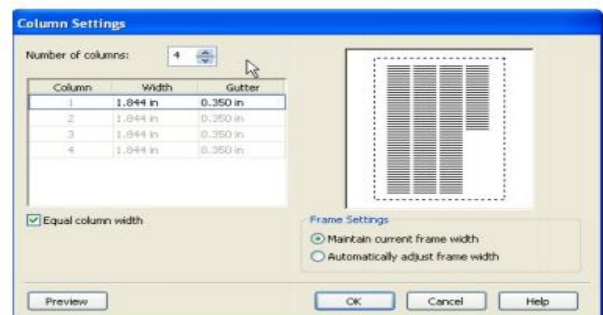 Column Settings
Number of columns: 4
Column Width Gutter
1 1.844 in 0.350 in
2 1.844 in 0.350 in
3 1.844 in 0.350 in
4 1.844 in 0.350 in
Equal column width
Frame Settings
Maintain current frame width
Automatically adjust frame width
Preview OK Cancel Help